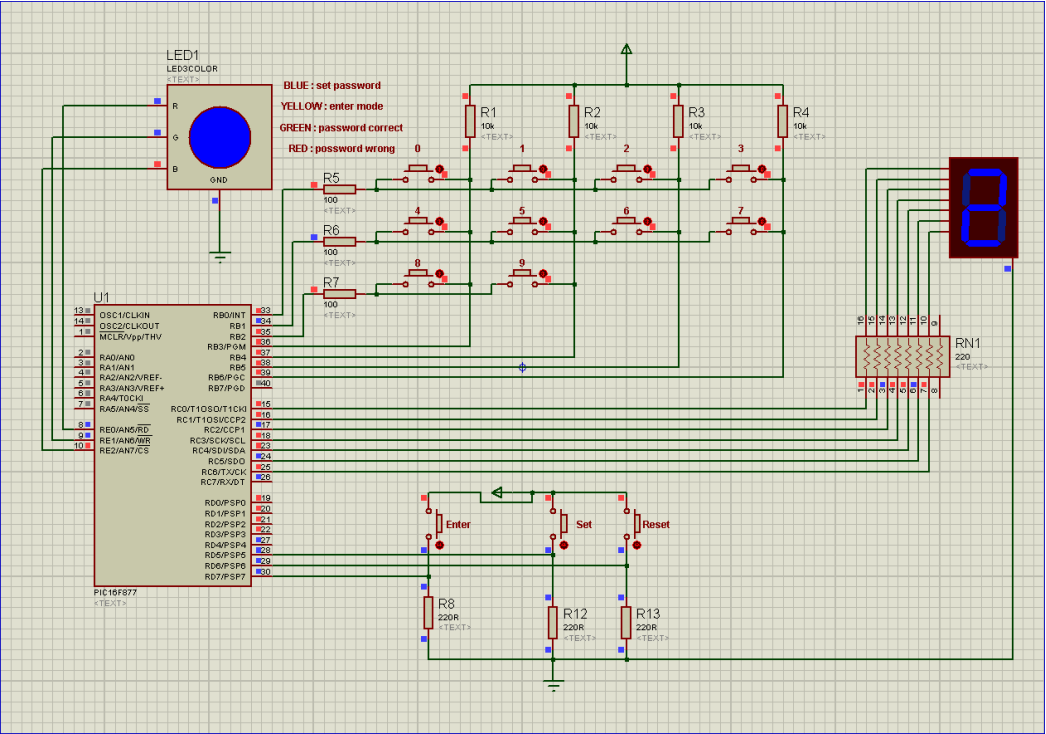 LED1
LED3COLOR
<TEXT>
R
G
B
GND
BLUE : set password
YELLOW : enter mode
GREEN : password correct
RED : possword wrong
R1
10k
<TEXT>
R2
10k
<TEXT>
R3
10k
<TEXT>
R4
10k
<TEXT>
0
1
2
3
R5
100
<TEXT>
4
5
6
7
R6
100
<TEXT>
8
9
R7
100
<TEXT>
U1
13 OSC1/CLKIN
14 OSC2/CLKOUT
1 MCLR/Vpp/THV
2 RA0/AN0
3 RA1/AN1
4 RA2/AN2/VREF-
5 RA3/AN3/VREF+
6 RA4/T0CKI
7 RA5/AN4/SS
8 RE0/AN5/RD
9 RE1/AN6/WR
10 RE2/AN7/CS
RB0/INT 33
RB1 34
RB2 35
RB3/PGM 36
RB4 37
RB5 38
RB6/PGC 39
RB7/PGD 40
RC0/T1OSO/T1CKI 15
RC1/T1OSI/CCP2 16
RC2/CCP1 17
RC3/SCK/SCL 18
RC4/SDI/SDA 23
RC5/SDO 24
RC6/TX/CK 25
RC7/RX/DT 26
RD0/PSP0 19
RD1/PSP1 20
RD2/PSP2 21
RD3/PSP3 22
RD4/PSP4 27
RD5/PSP5 28
RD6/PSP6 29
RD7/PSP7 30
PIC16F877
<TEXT>
16 15 14 13 12 11 10 9
RN1
220
<TEXT>
1 2 3 4 5 6 7 8
Enter
Set
Reset
R8
220R
<TEXT>
R12
220R
<TEXT>
R13
220R
<TEXT>